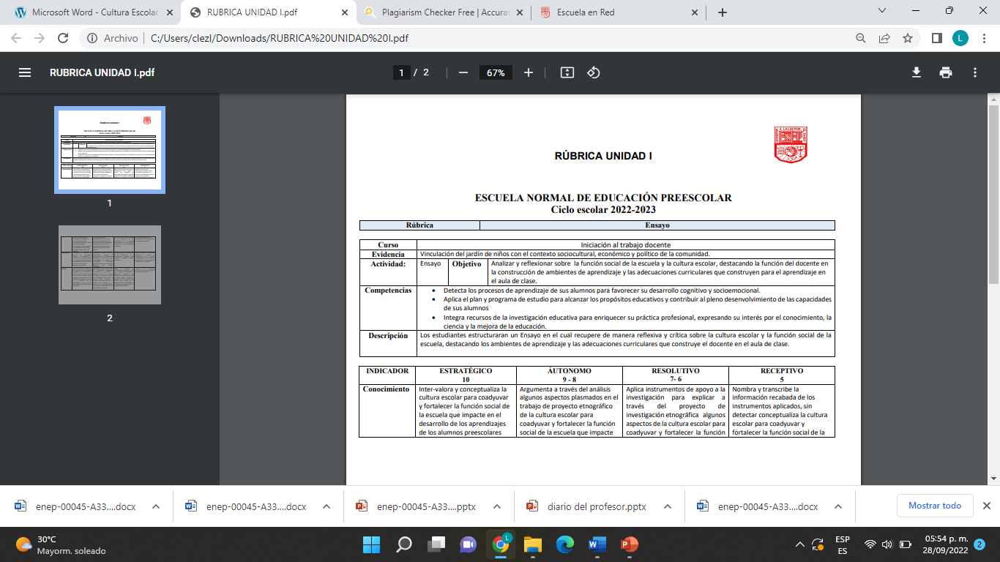 Microsoft Word - Cultura Escolar
RUBRICA UNIDAD I.pdf
Plagiarism Checker Free | Accurat
Escuela en Red
Archivo
C:/Users/clezl/Downloads/RUBRICA%20UNIDAD%20I.pdf
L
RUBRICA UNIDAD I.pdf
1 / 2
67%
1
2
A LA LUZ POR
RÚBRICA UNIDAD I
ESCUELA NORMAL DE EDUCACIÓN PREESCOLAR
Ciclo escolar 2022-2023
Rúbrica Ensayo
Curso Iniciación al trabajo docente
Evidencia Vinculación del jardín de niños con el contexto sociocultural, económico y político de la comunidad.
Actividad: Ensayo Objetivo Analizar y reflexionar sobre la función social de la escuela y la cultura escolar, destacando la función del docente en
la construcción de ambientes de aprendizaje y las adecuaciones curriculares que construyen para el aprendizaje en
el aula de clase.
Competencias
• Detecta los procesos de aprendizaje de sus alumnos para favorecer su desarrollo cognitivo y socioemocional.
• Aplica el plan y programa de estudio para alcanzar los propósitos educativos y contribuir al pleno desenvolvimiento de las capacidades
de sus alumnos
• Integra recursos de la investigación educativa para enriquecer su práctica profesional, expresando su interés por el conocimiento, la
ciencia y la mejora de la educación.
Descripción Los estudiantes estructuraran un Ensayo en el cual recupere de manera reflexiva y crítica sobre la cultura escolar y la función social de la
escuela, destacando los ambientes de aprendizaje y las adecuaciones curriculares que construye el docente en el aula de clase.
INDICADOR
ESTRATÉGICO
10
ÁUTONOMO
9 - 8
RESOLUTIVO
7- 6
RECEPTIVO
5
Conocimiento
Inter-valora y conceptualiza la
cultura escolar para coadyuvar
y fortalecer la función social de
la escuela que impacte en el
desarrollo de los aprendizajes
de los alumnos preescolares
Argumenta a través del análisis
algunos aspectos plasmados en el
trabajo de proyecto etnográfico
de la cultura escolar para
coadyuvar y fortalecer la función
social de la escuela que impacte
Aplica instrumentos de apoyo a la
investigación para explicar a
través del proyecto de
investigación etnográfica algunos
aspectos de la cultura escolar para
coadyuvar y fortalecer la función
Nombra y transcribe la
información recabada de los
instrumentos aplicados, sin
detectar conceptualiza la cultura
escolar para coadyuvar y
fortalecer la función social de la
enep-00045-A33....docx
enep-00045-A33....docx
enep-00045-A33....pptx
diario del profesor.pptx
enep-00045-A33....docx
Mostrar todo
30°C
Mayorm. soleado
L
ESP
ES
05:54 p. m.
28/09/2022
2